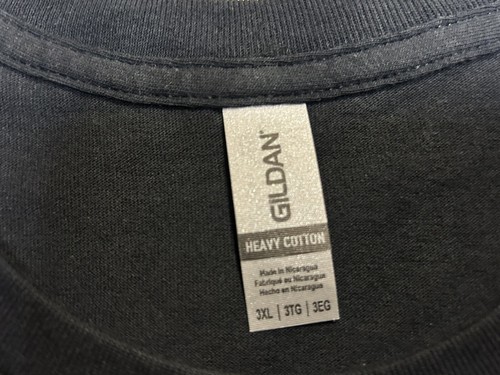 GILDAN
HEAVY COTTON
Made in Nicaragua
Fabriqué au Nicaragua
Hecho en Nicaragua
3XL | 3TG | 3EG